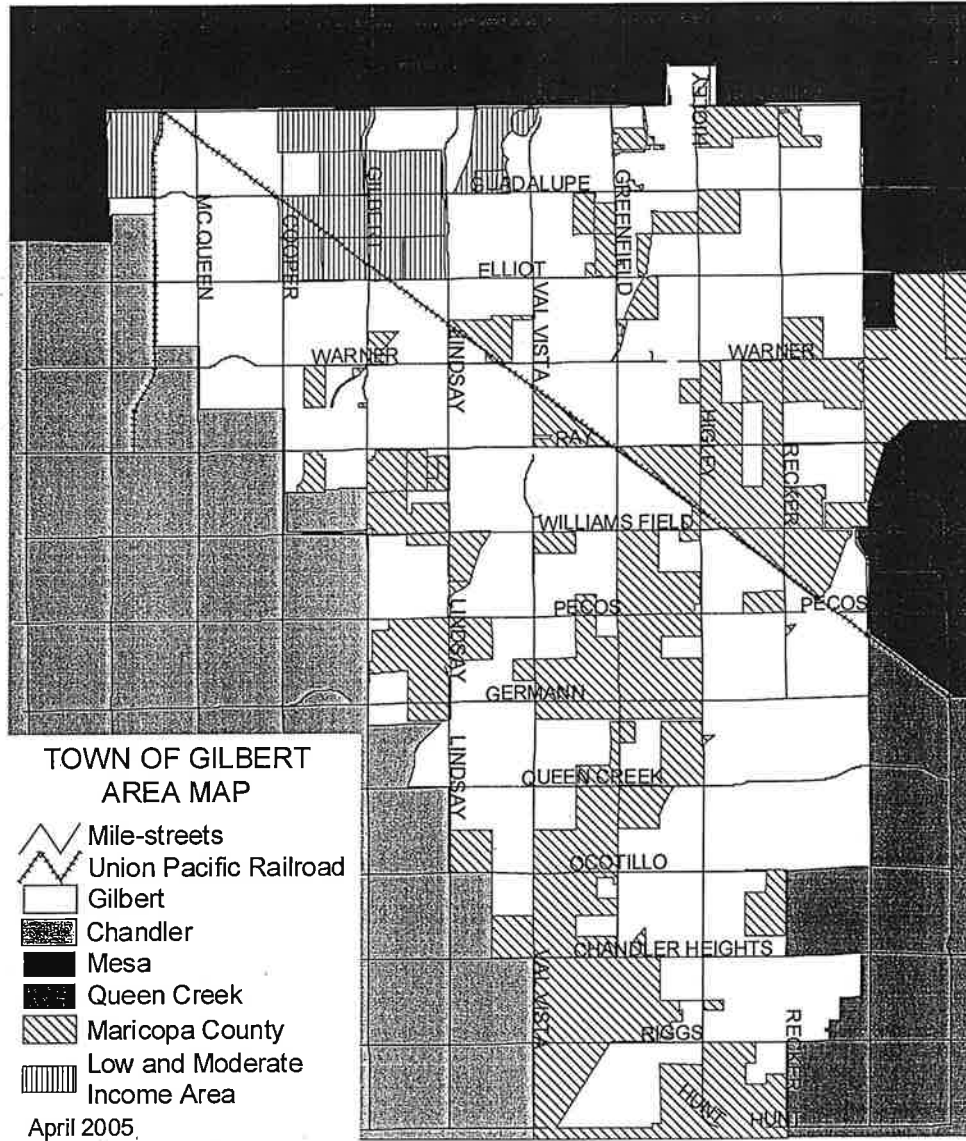 HIGLEY
GUADALUPE
GILBERT
GREENFIELD
MC QUEEN
COOPER
ELLIOT
VAL VISTA
LINDSAY
WARNER
WARNER
RAY
HIGLEY
RECKER
WILLIAMS FIELD
PECOS
PECOS
LINDSAY
GERMANN
LINDSAY
QUEEN CREEK
OCOTILLO
CHANDLER HEIGHTS
VAL VISTA
RIGGS
RECKER
HUNT
HUNT
TOWN OF GILBERT
AREA MAP
Mile-streets
Union Pacific Railroad
Gilbert
Chandler
Mesa
Queen Creek
Maricopa County
Low and Moderate
Income Area
April 2005